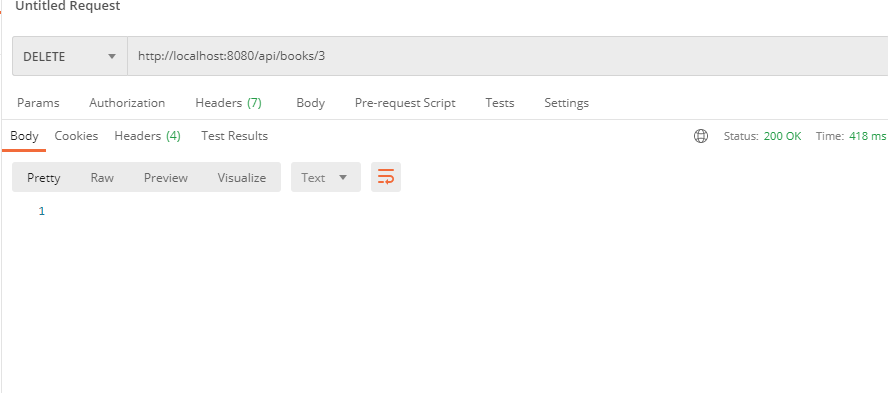 Untitled Request
DELETE http://localhost:8080/api/books/3
Params Authorization Headers (7) Body Pre-request Script Tests Settings
Body Cookies Headers (4) Test Results Status: 200 OK Time: 418 ms
Pretty Raw Preview Visualize Text
1